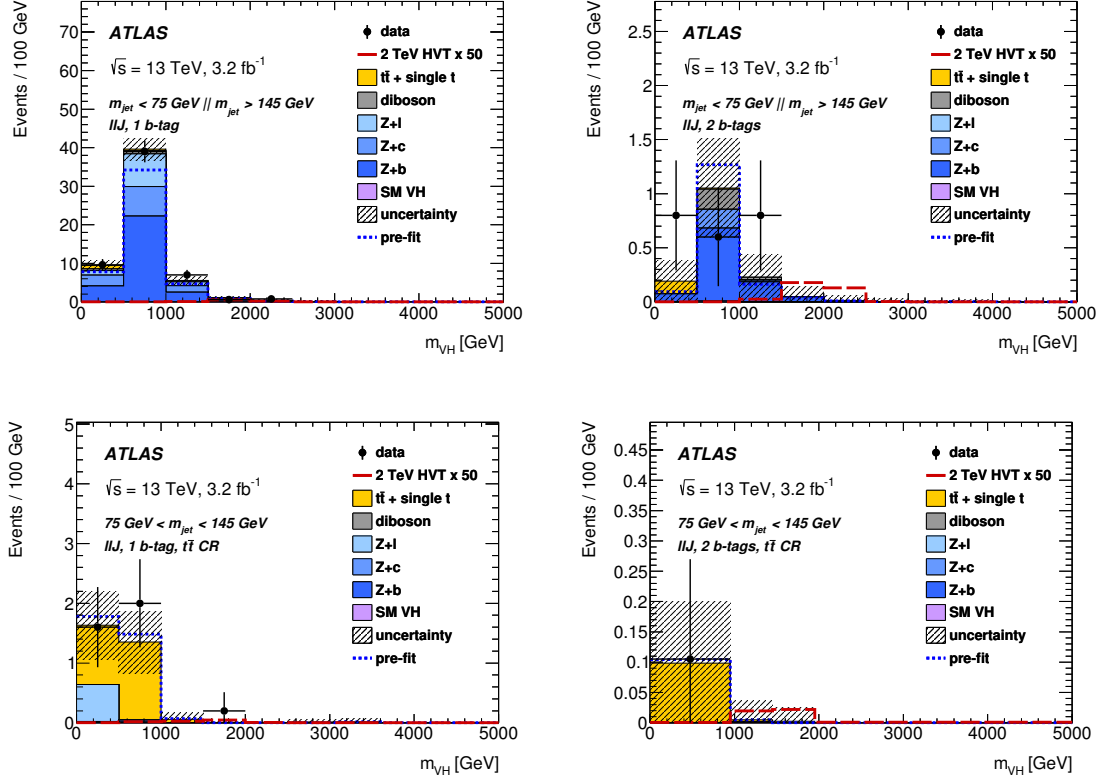 Events / 100 GeV
70
60
50
40
30
20
10
0
ATLAS
√s = 13 TeV, 3.2 fb⁻¹
m_jet < 75 GeV || m_jet > 145 GeV
llJ, 1 b-tag
data
2 TeV HVT x 50
tt̄ + single t
diboson
Z+l
Z+c
Z+b
SM VH
uncertainty
pre-fit
0 1000 2000 3000 4000 5000
m_VH [GeV]
Events / 100 GeV
2.5
2
1.5
1
0.5
0
ATLAS
√s = 13 TeV, 3.2 fb⁻¹
m_jet < 75 GeV || m_jet > 145 GeV
llJ, 2 b-tags
data
2 TeV HVT x 50
tt̄ + single t
diboson
Z+l
Z+c
Z+b
SM VH
uncertainty
pre-fit
0 1000 2000 3000 4000 5000
m_VH [GeV]
Events / 100 GeV
5
4
3
2
1
0
ATLAS
√s = 13 TeV, 3.2 fb⁻¹
75 GeV < m_jet < 145 GeV
llJ, 1 b-tag, tt̄ CR
data
2 TeV HVT x 50
tt̄ + single t
diboson
Z+l
Z+c
Z+b
SM VH
uncertainty
pre-fit
0 1000 2000 3000 4000 5000
m_VH [GeV]
Events / 100 GeV
0.45
0.4
0.35
0.3
0.25
0.2
0.15
0.1
0.05
0
ATLAS
√s = 13 TeV, 3.2 fb⁻¹
75 GeV < m_jet < 145 GeV
llJ, 2 b-tags, tt̄ CR
data
2 TeV HVT x 50
tt̄ + single t
diboson
Z+l
Z+c
Z+b
SM VH
uncertainty
pre-fit
0 1000 2000 3000 4000 5000
m_VH [GeV]